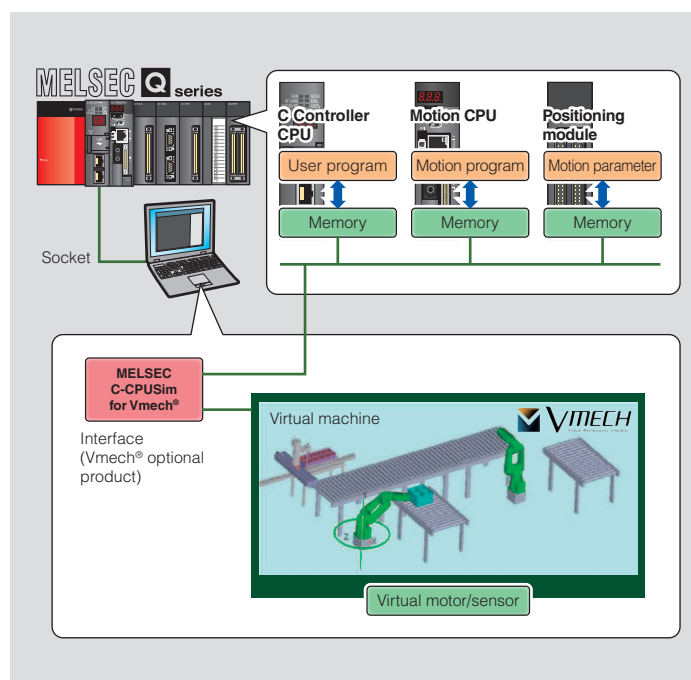 MELSEC Q series
C Controller
CPU
Motion CPU
Positioning
module
User program
Motion program
Motion parameter
Memory
Memory
Memory
Socket
MELSEC
C-CPUSim
for Vmech®
Interface
(Vmech® optional
product)
Virtual machine
VMECH
Z
X
Virtual motor/sensor